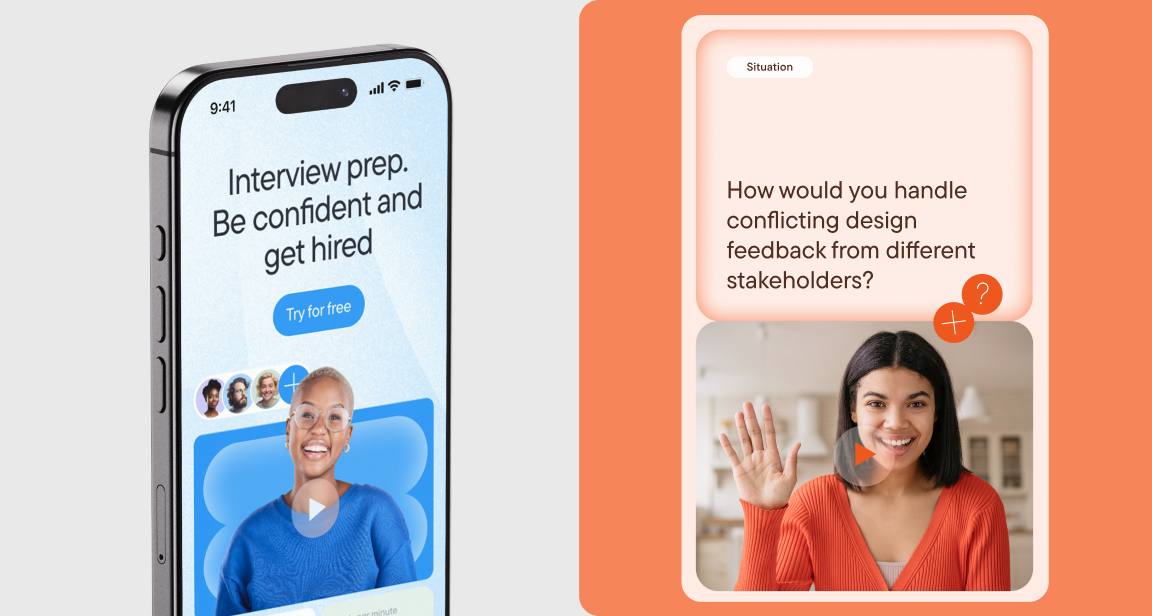 9:41
Interview prep.
Be confident and
get hired
Try for free
minute
Situation
How would you handle
conflicting design
feedback from different
stakeholders?
?